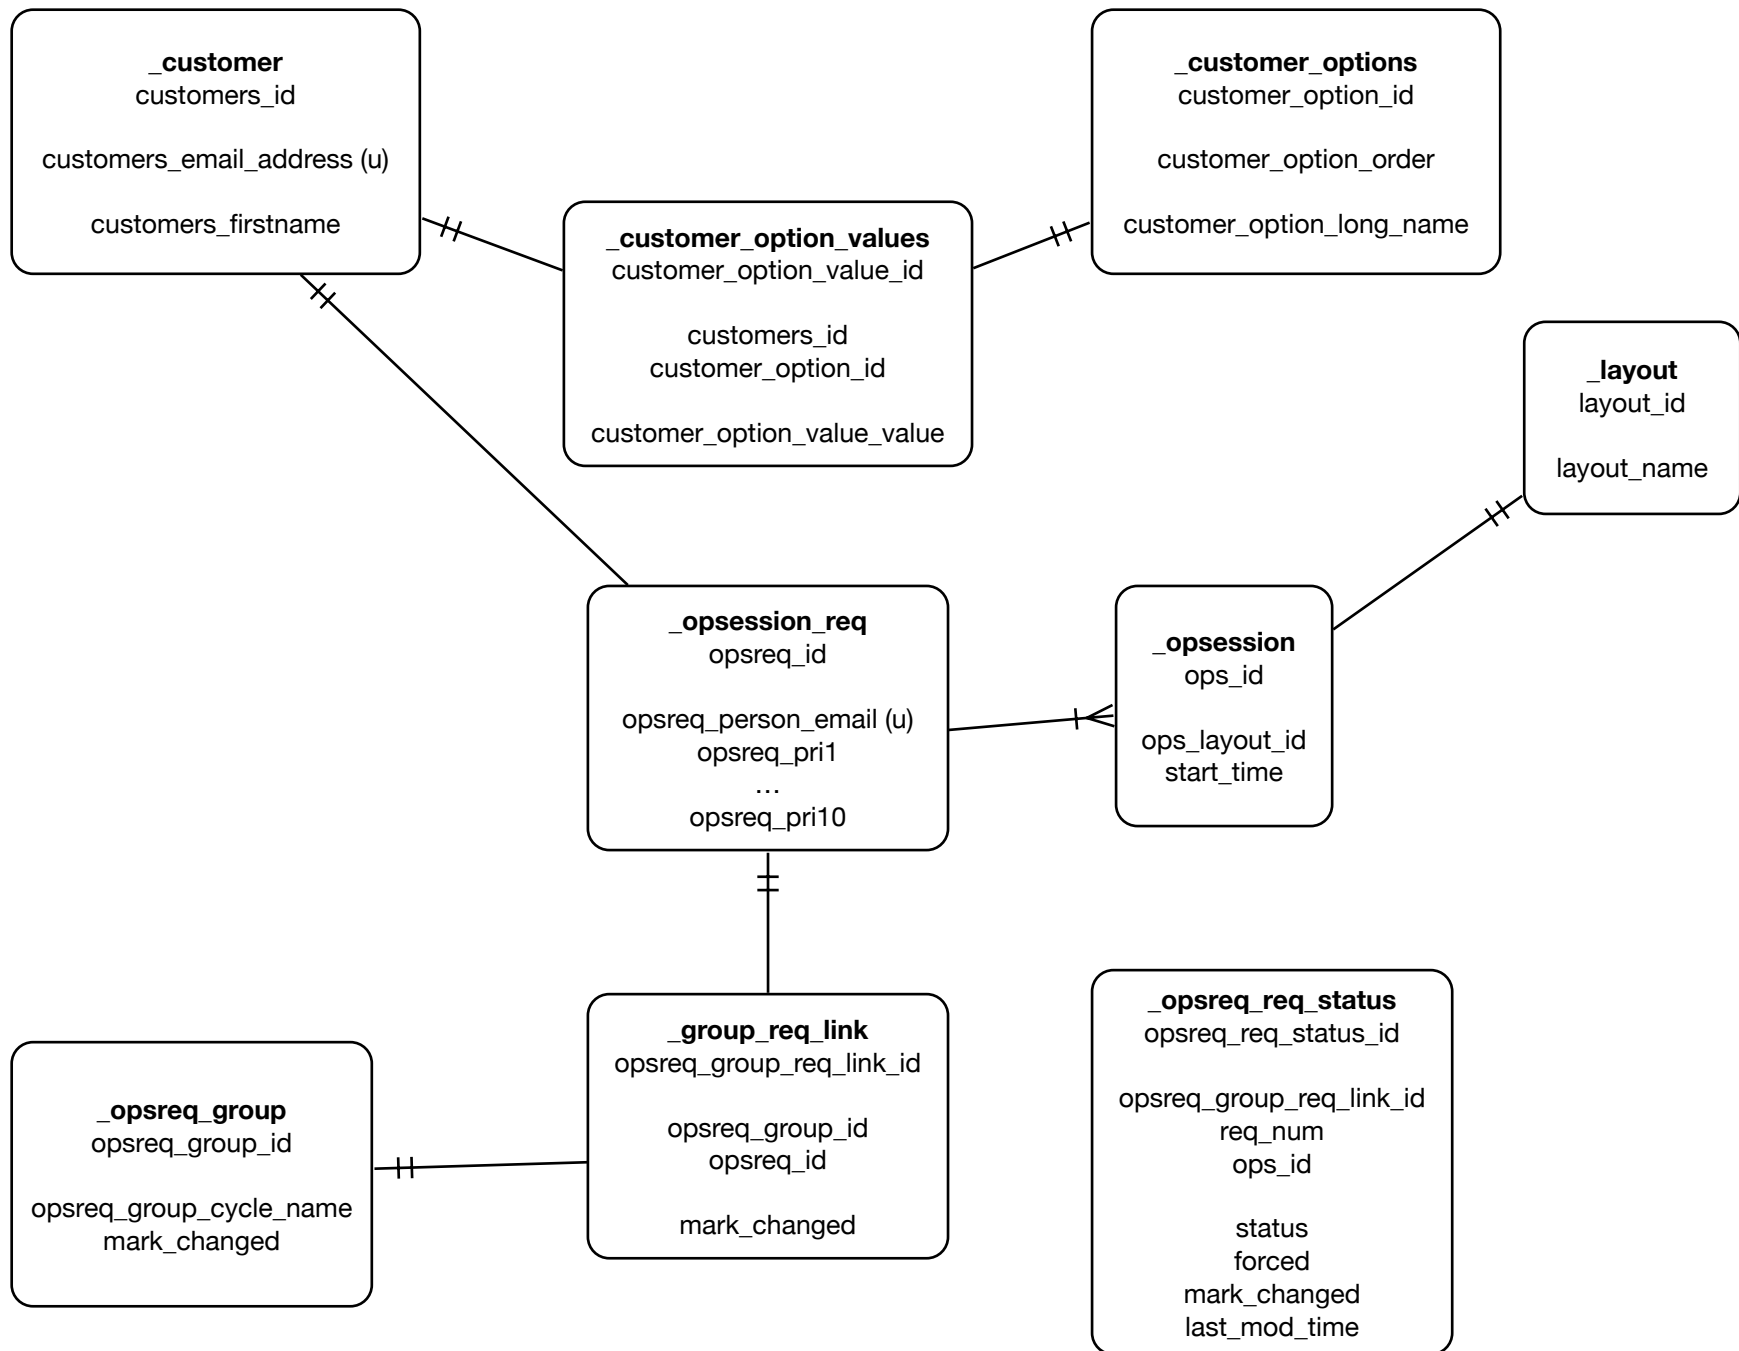 _customer
customers_id
customers_email_address (u)
customers_firstname
_customer_options
customer_option_id
customer_option_order
customer_option_long_name
_customer_option_values
customer_option_value_id
customers_id
customer_option_id
customer_option_value_value
_layout
layout_id
layout_name
_opsession_req
opsreq_id
opsreq_person_email (u)
opsreq_pri1
...
opsreq_pri10
_opsession
ops_id
ops_layout_id
start_time
_group_req_link
opsreq_group_req_link_id
opsreq_group_id
opsreq_id
mark_changed
_opsreq_req_status
opsreq_req_status_id
opsreq_group_req_link_id
req_num
ops_id
status
forced
mark_changed
last_mod_time
_opsreq_group
opsreq_group_id
opsreq_group_cycle_name
mark_changed